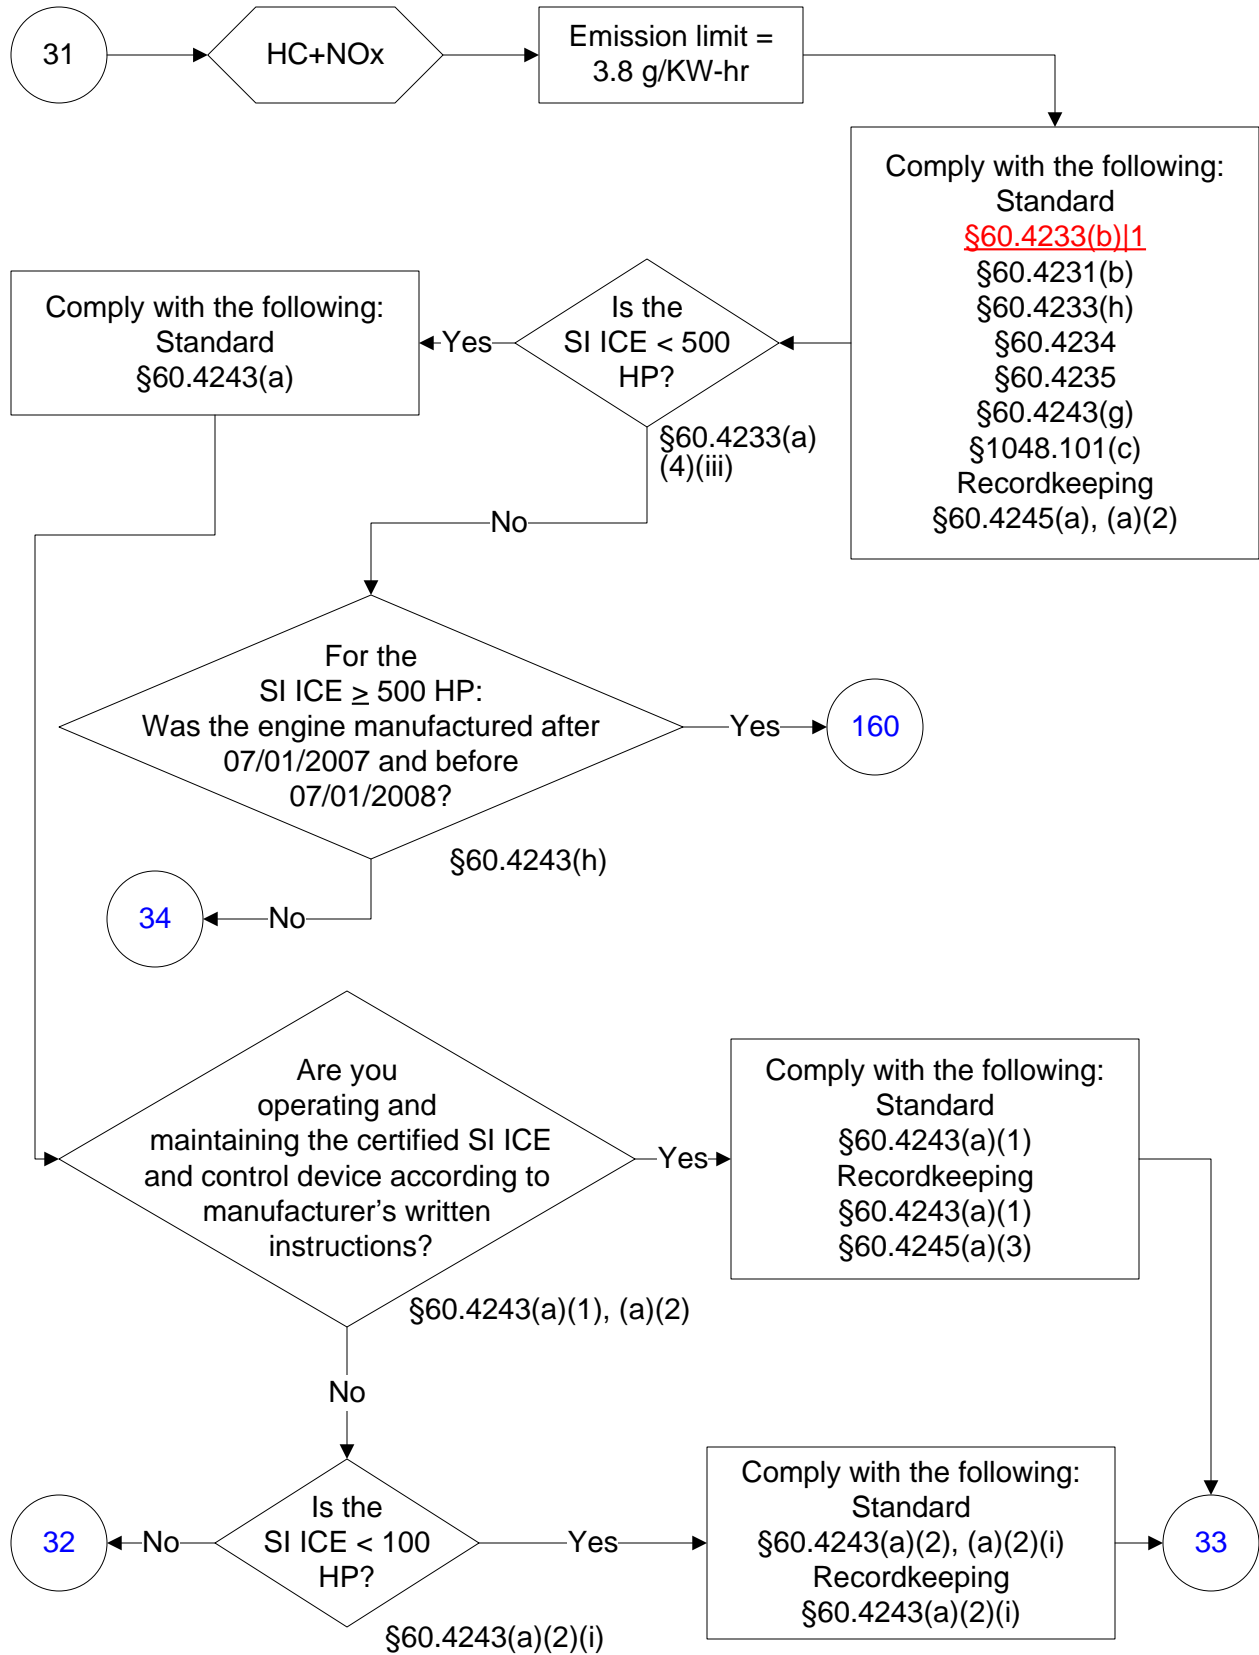 31
HC+NOx
Emission limit =
3.8 g/KW-hr
Comply with the following:
Standard
§60.4233(b)|1
§60.4231(b)
§60.4233(h)
§60.4234
§60.4235
§60.4243(g)
§1048.101(c)
Recordkeeping
§60.4245(a), (a)(2)
Is the
SI ICE < 500
HP?
§60.4233(a)
(4)(iii)
Yes
Comply with the following:
Standard
§60.4243(a)
No
For the
SI ICE ≥ 500 HP:
Was the engine manufactured after
07/01/2007 and before
07/01/2008?
§60.4243(h)
Yes
160
No
34
Are you
operating and
maintaining the certified SI ICE
and control device according to
manufacturer’s written
instructions?
§60.4243(a)(1), (a)(2)
Yes
Comply with the following:
Standard
§60.4243(a)(1)
Recordkeeping
§60.4243(a)(1)
§60.4245(a)(3)
No
Is the
SI ICE < 100
HP?
§60.4243(a)(2)(i)
No
32
Yes
Comply with the following:
Standard
§60.4243(a)(2), (a)(2)(i)
Recordkeeping
§60.4243(a)(2)(i)
33